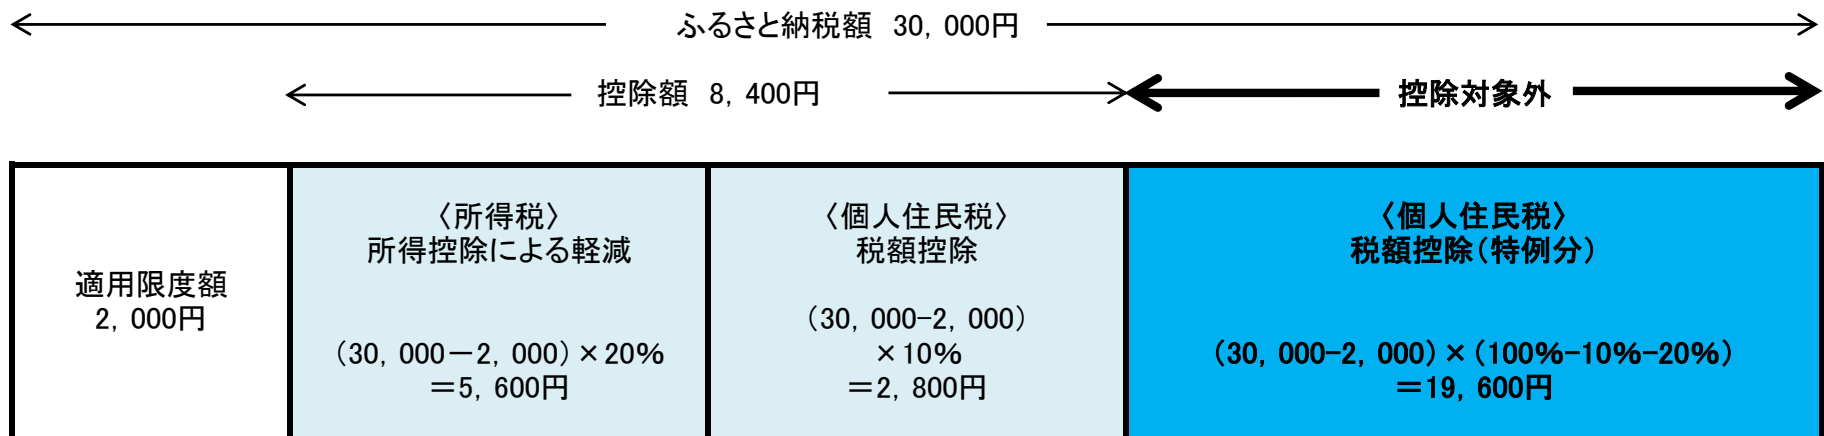 ふるさと納税額 30，000円
控除額 8，400円
控除対象外
適用限度額
2，000円
〈所得税〉
所得控除による軽減
（30，000－2，000）×20%
＝5，600円
〈個人住民税〉
税額控除
（30，000-2，000）
×10%
＝2，800円
〈個人住民税〉
税額控除（特例分）
（30，000-2，000）×（100%-10%-20%）
＝19，600円